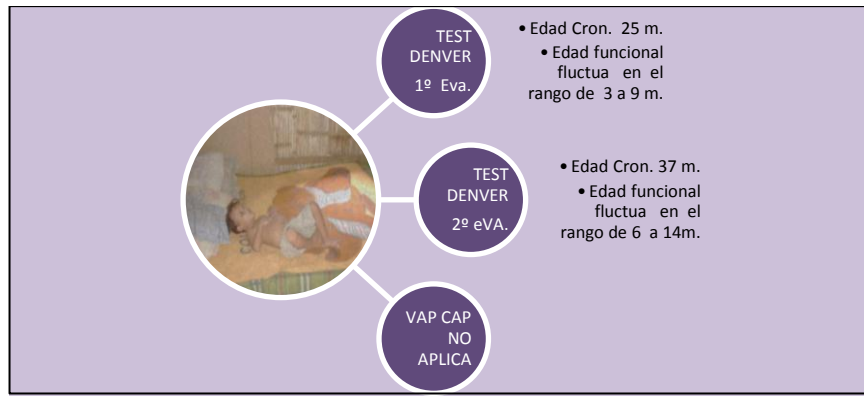 TEST
DENVER
1º Eva.
• Edad Cron. 25 m.
• Edad funcional
fluctua en el
rango de 3 a 9 m.
TEST
DENVER
2º eVA.
• Edad Cron. 37 m.
• Edad funcional
fluctua en el
rango de 6 a 14m.
VAP CAP
NO
APLICA